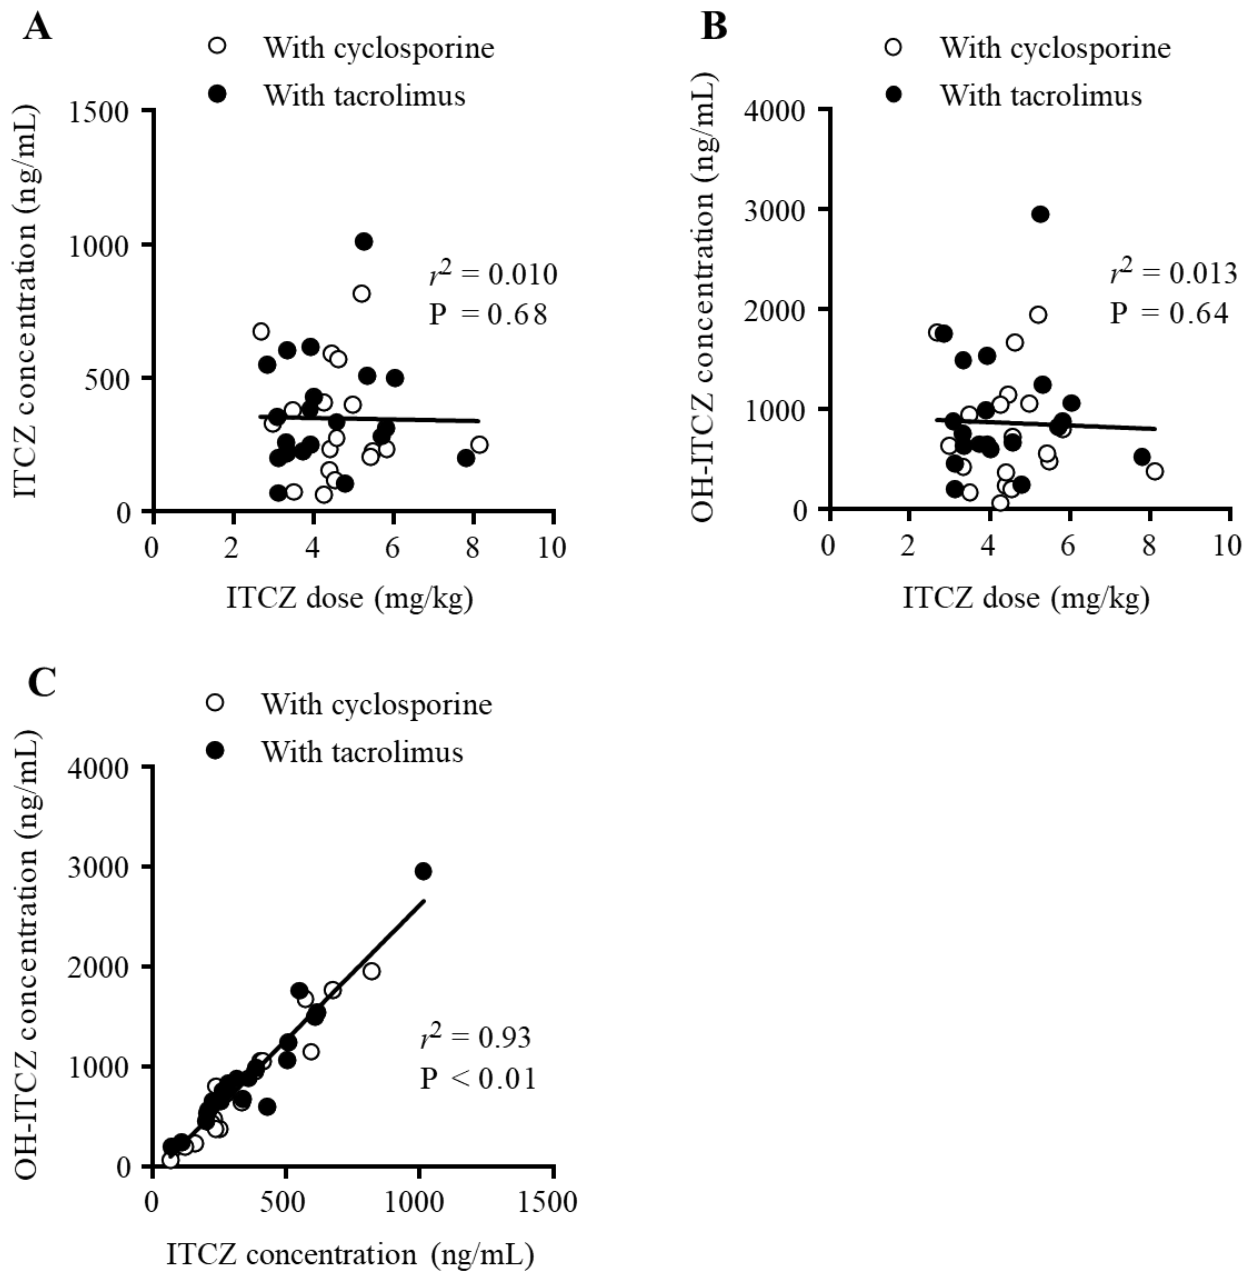 A
With cyclosporine
With tacrolimus
ITCZ concentration (ng/mL)
1500
1000
500
0
r² = 0.010
P = 0.68
0 2 4 6 8 10
ITCZ dose (mg/kg)
B
With cyclosporine
With tacrolimus
OH-ITCZ concentration (ng/mL)
4000
3000
2000
1000
0
r² = 0.013
P = 0.64
0 2 4 6 8 10
ITCZ dose (mg/kg)
C
With cyclosporine
With tacrolimus
OH-ITCZ concentration (ng/mL)
4000
3000
2000
1000
0
r² = 0.93
P < 0.01
0 500 1000 1500
ITCZ concentration (ng/mL)